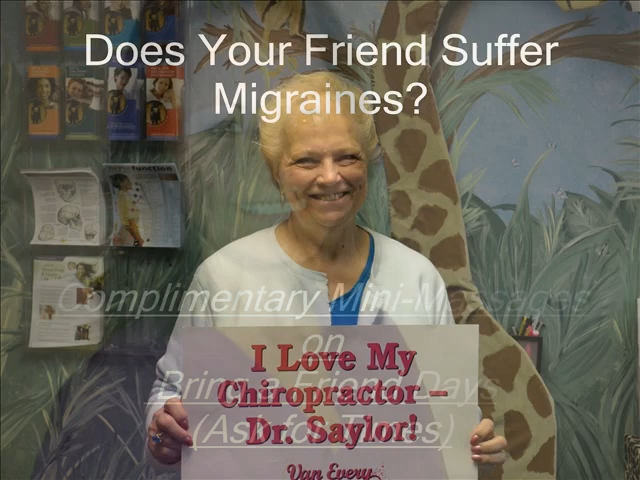 Does Your Friend Suffer
Migraines?
Complimentary Mini-Massages
on
Bring a Friend Days
(Ask for Times)
I Love My
Chiropractor –
Dr. Saylor!
Van Every
function